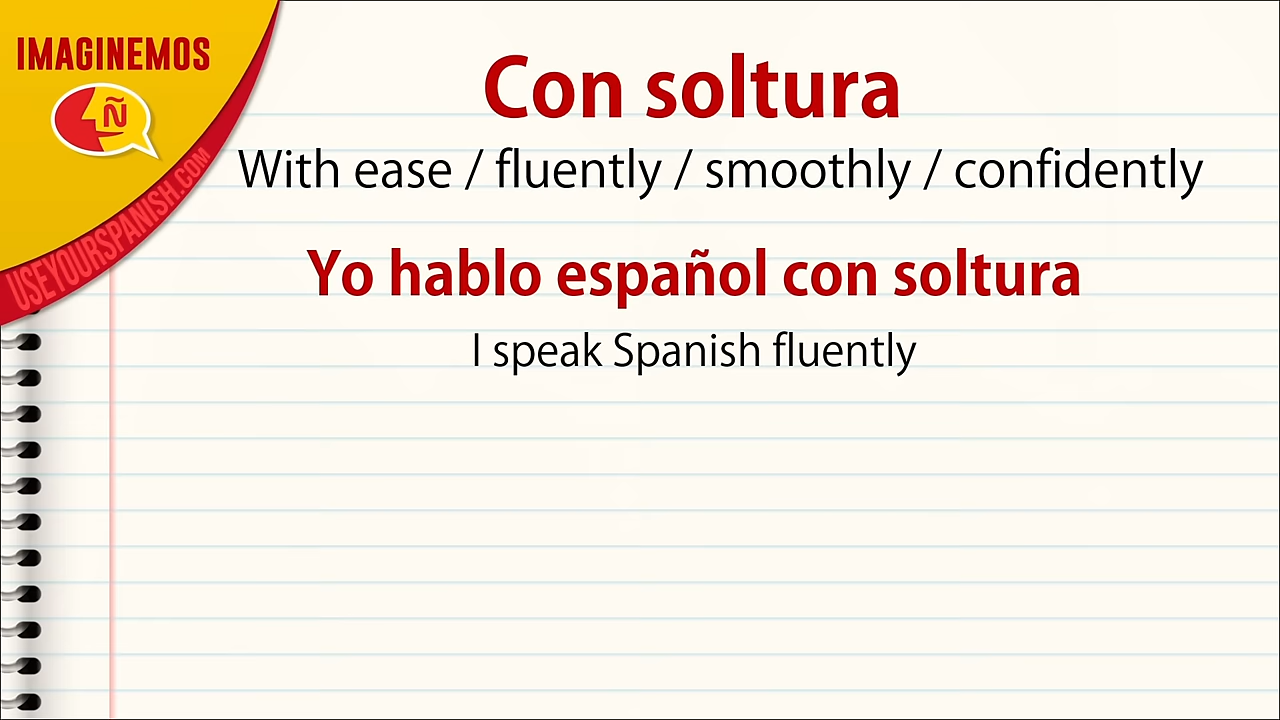 IMAGINEMOS
Ñ
USEYOURSPANISH.COM
Con soltura
With ease / fluently / smoothly / confidently
Yo hablo español con soltura
I speak Spanish fluently